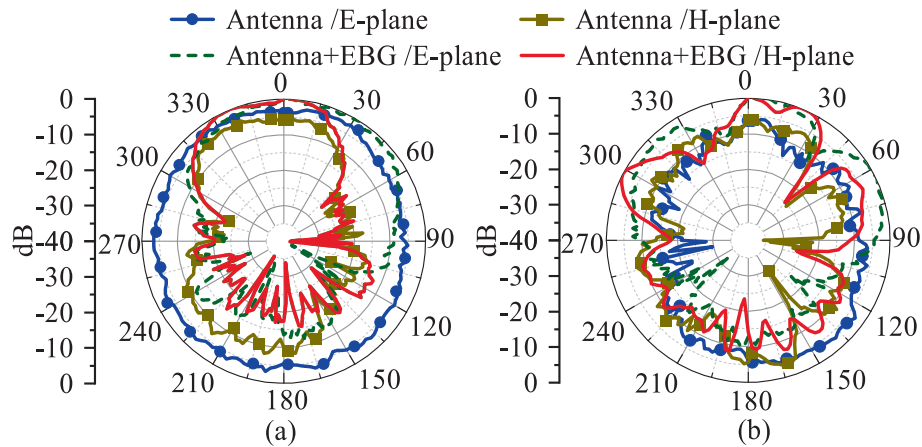 Antenna /E-plane Antenna /H-plane
Antenna+EBG /E-plane Antenna+EBG /H-plane
0 0
330 30 330 30
300 60 300 60
270 90 270 90
240 120 240 120
210 150 210 150
180 180
dB dB
0 -10 -20 -30 -40 -30 -20 -10 0
0 -10 -20 -30 -40 -30 -20 -10 0
(a) (b)